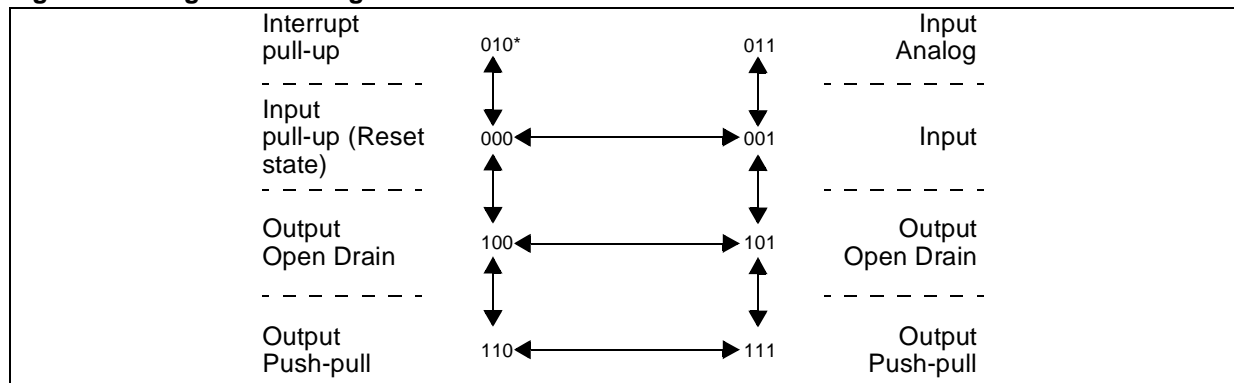 Interrupt
pull-up
010*
011
Input
Analog
Input
pull-up (Reset
state)
000
001
Input
Output
Open Drain
100
101
Output
Open Drain
Output
Push-pull
110
111
Output
Push-pull